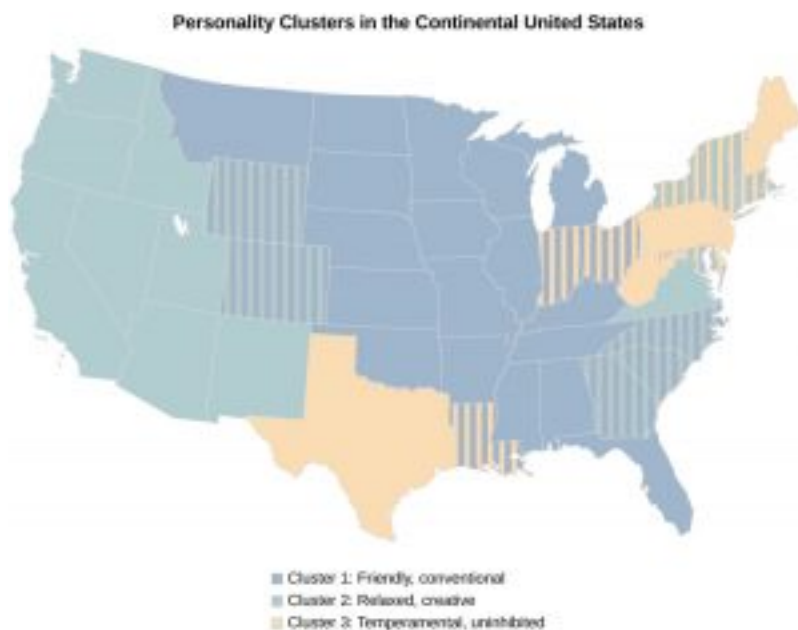 Personality Clusters in the Continental United States
Cluster 1: Friendly, conventional
Cluster 2: Relaxed, creative
Cluster 3: Temperamental, uninhibited